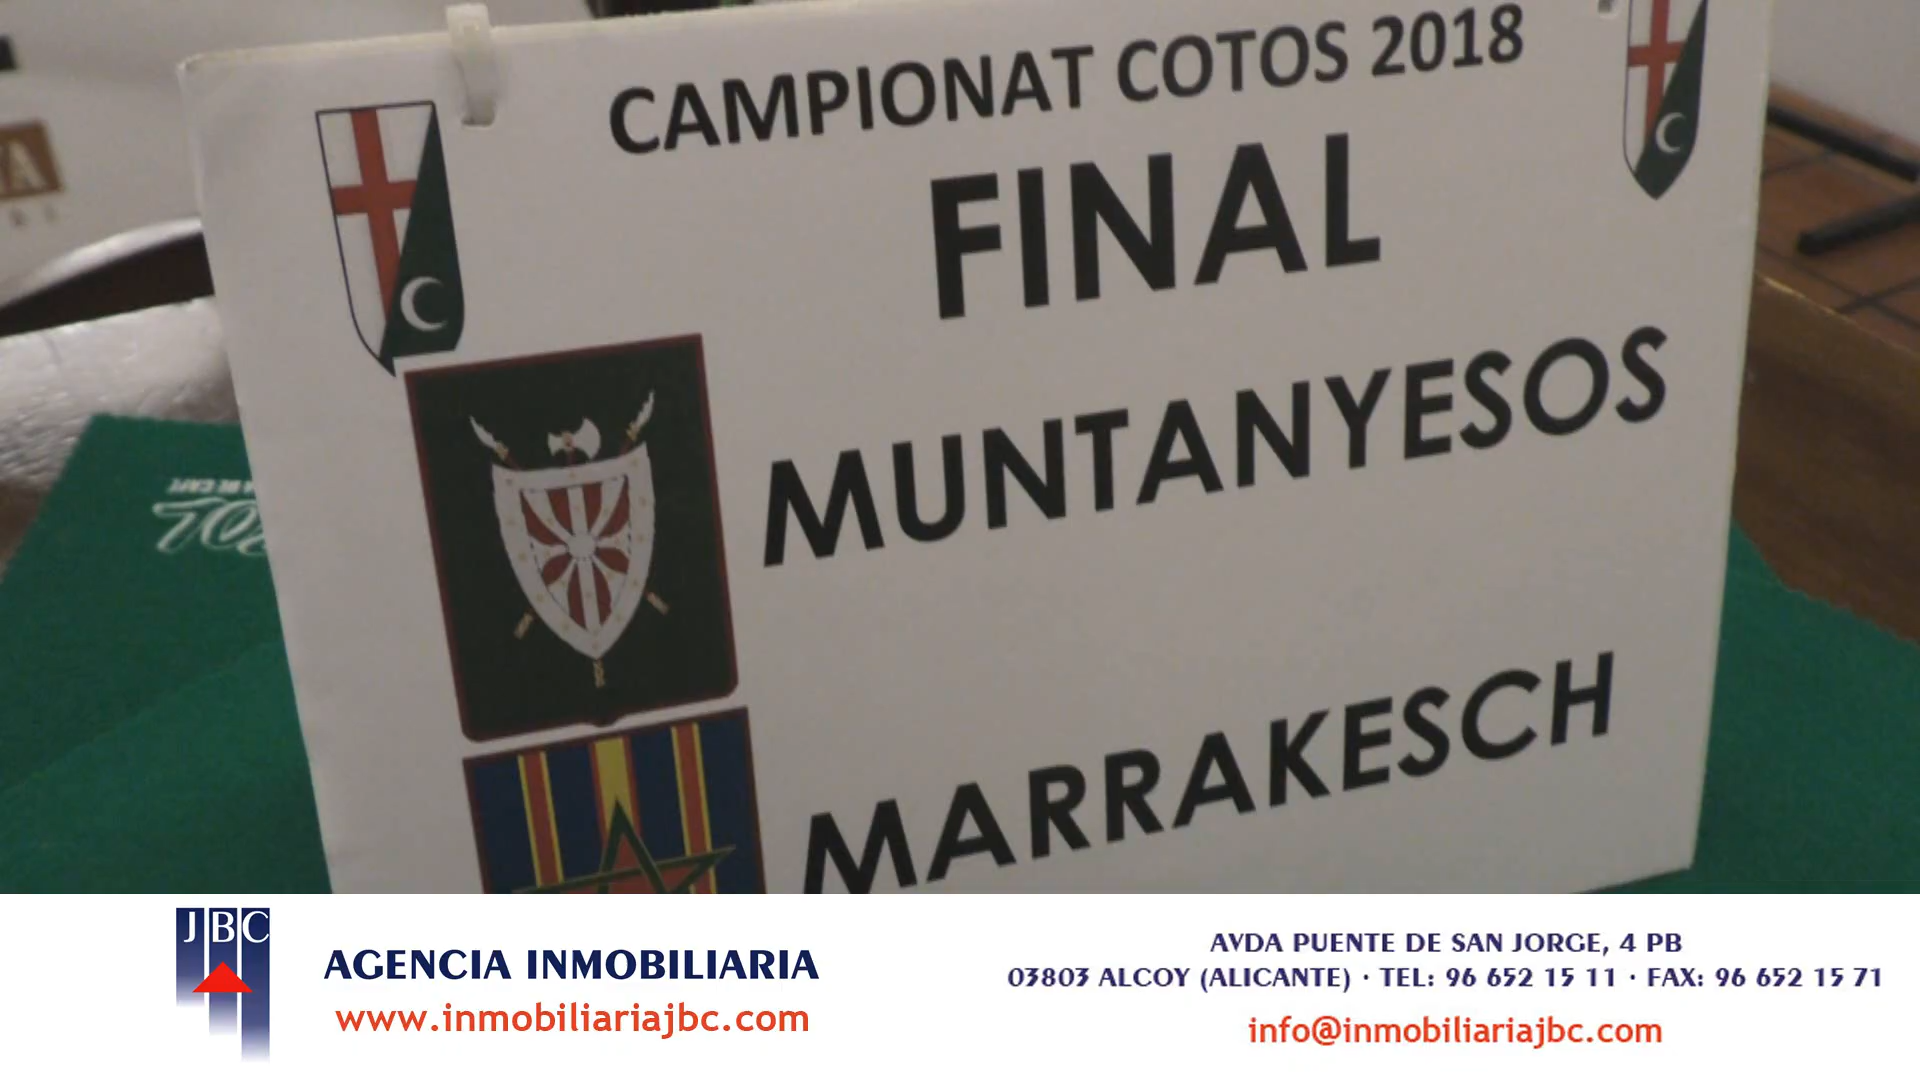 CAMPIONAT COTOS 2018
FINAL
MUNTANYESOS
MARRAKESCH
JBC
AGENCIA INMOBILIARIA
www.inmobiliariajbc.com
AVDA PUENTE DE SAN JORGE, 4 PB
03803 ALCOY (ALICANTE) · TEL: 96 652 15 11 · FAX: 96 652 15 71
info@inmobiliariajbc.com